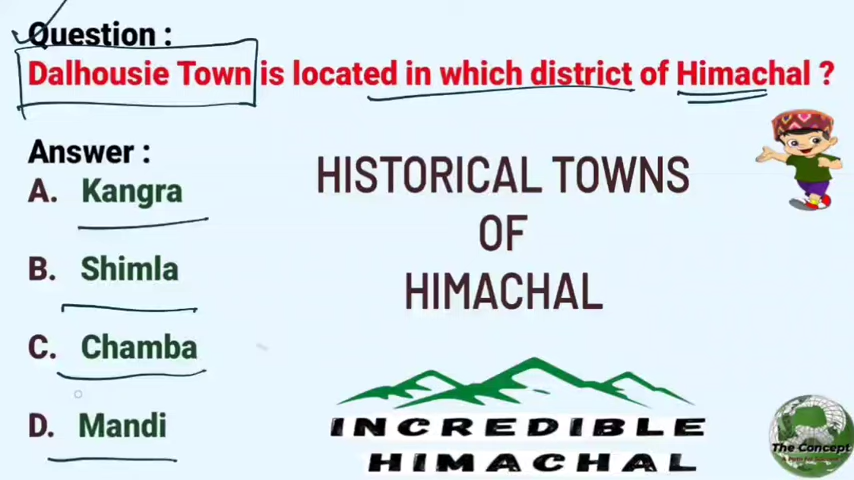 Question :
Dalhousie Town is located in which district of Himachal ?
Answer :
A. Kangra
B. Shimla
C. Chamba
D. Mandi
HISTORICAL TOWNS
OF
HIMACHAL
INCREDIBLE
HIMACHAL
The Concept